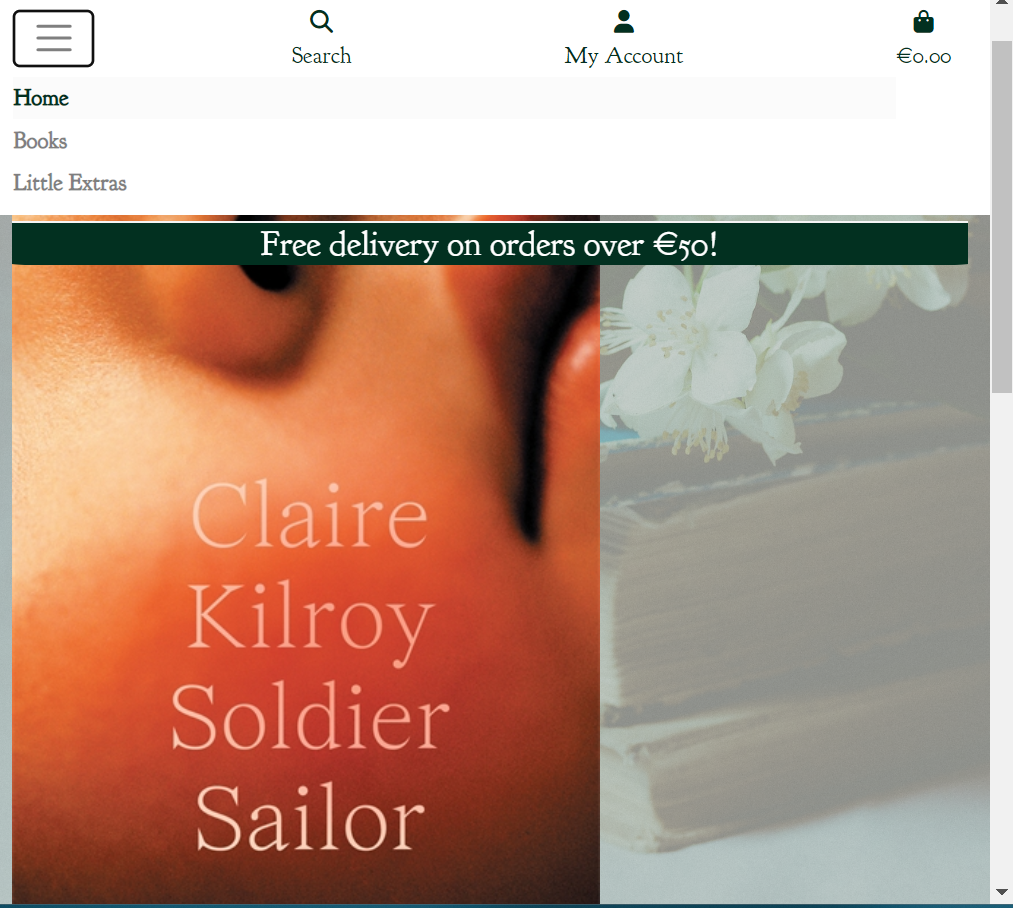 Search
My Account
€0.00
Home
Books
Little Extras
Free delivery on orders over €50!
Claire
Kilroy
Soldier
Sailor